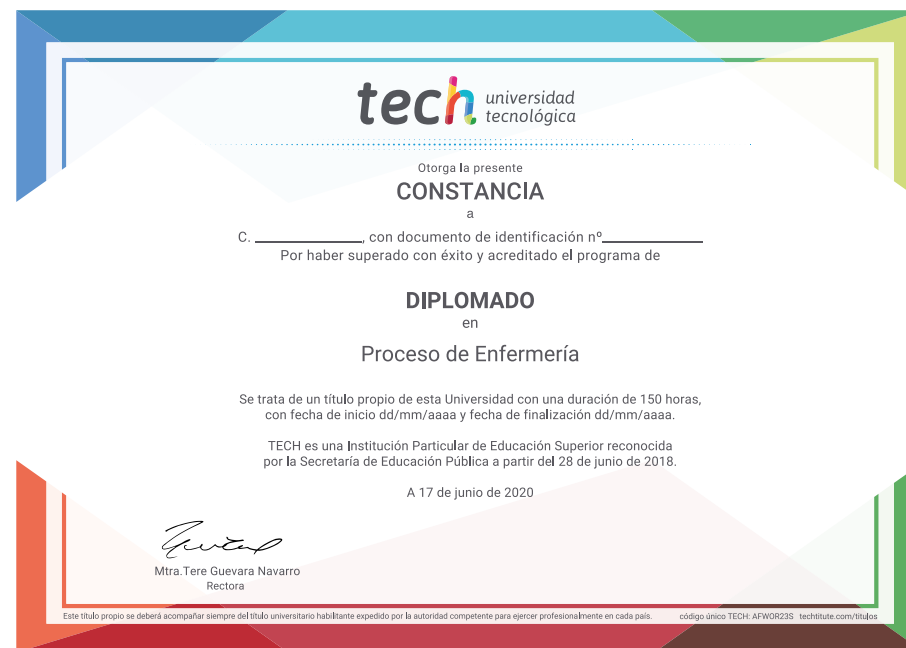 tech universidad
tecnológica
Otorga la presente
CONSTANCIA
a
C. ____________, con documento de identificación nº____________
Por haber superado con éxito y acreditado el programa de
DIPLOMADO
en
Proceso de Enfermería
Se trata de un título propio de esta Universidad con una duración de 150 horas,
con fecha de inicio dd/mm/aaaa y fecha de finalización dd/mm/aaaa.
TECH es una Institución Particular de Educación Superior reconocida
por la Secretaría de Educación Pública a partir del 28 de junio de 2018.
A 17 de junio de 2020
Mtra.Tere Guevara Navarro
Rectora
Este título propio se deberá acompañar siempre del título universitario habilitante expedido por la autoridad competente para ejercer profesionalmente en cada país. código único TECH: AFWOR23S techtitute.com/titulos